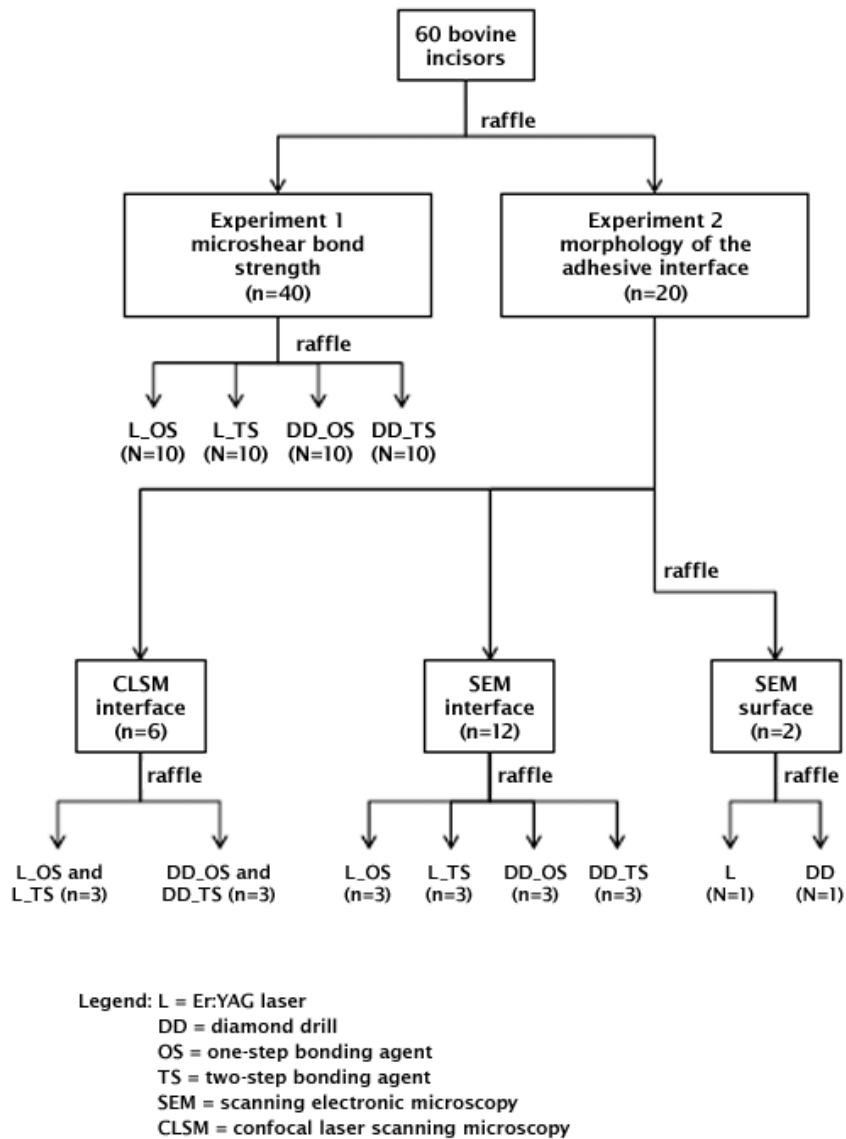 60 bovine
incisors
raffle
Experiment 1
microshear bond
strength
(n=40)
Experiment 2
morphology of the
adhesive interface
(n=20)
raffle
L_OS
(N=10)
L_TS
(N=10)
DD_OS
(N=10)
DD_TS
(N=10)
raffle
CLSM
interface
(n=6)
SEM
interface
(n=12)
SEM
surface
(n=2)
raffle
raffle
raffle
L_OS and
L_TS (n=3)
DD_OS and
DD_TS (n=3)
L_OS
(n=3)
L_TS
(n=3)
DD_OS
(n=3)
DD_TS
(n=3)
L
(N=1)
DD
(N=1)
Legend: L = Er:YAG laser
DD = diamond drill
OS = one-step bonding agent
TS = two-step bonding agent
SEM = scanning electronic microscopy
CLSM = confocal laser scanning microscopy